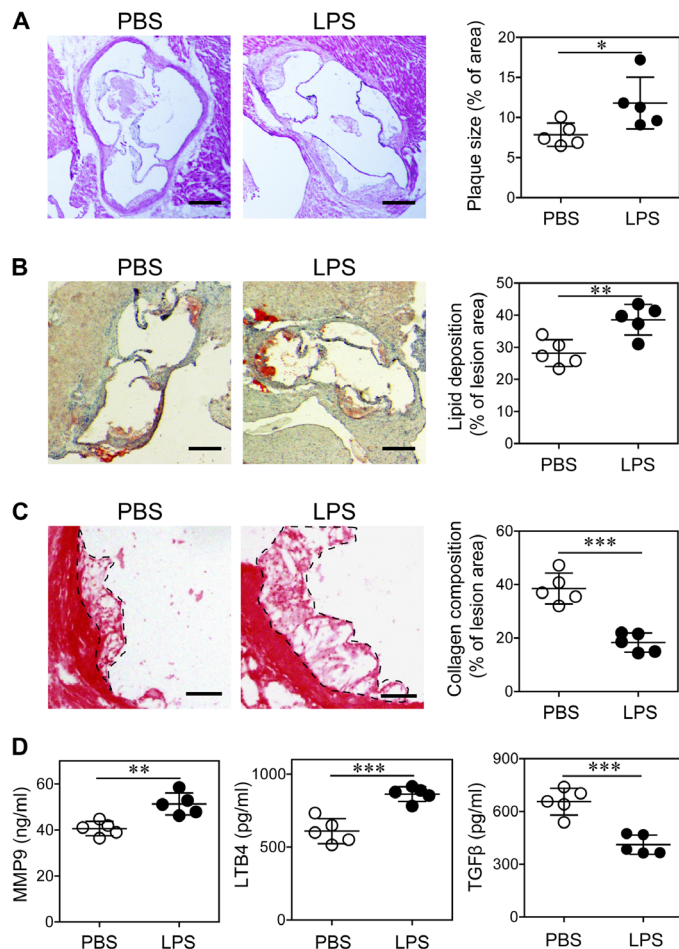 A
PBS
LPS
Plaque size (% of area)
20
15
10
5
0
*
PBS
LPS
B
PBS
LPS
Lipid deposition
(% of lesion area)
50
40
30
20
10
0
**
PBS
LPS
C
PBS
LPS
Collagen composition
(% of lesion area)
60
40
20
0
***
PBS
LPS
D
MMP9 (ng/ml)
60
40
20
0
**
PBS
LPS
LTB4 (pg/ml)
1000
500
0
***
PBS
LPS
TGFβ (pg/ml)
900
600
300
0
***
PBS
LPS